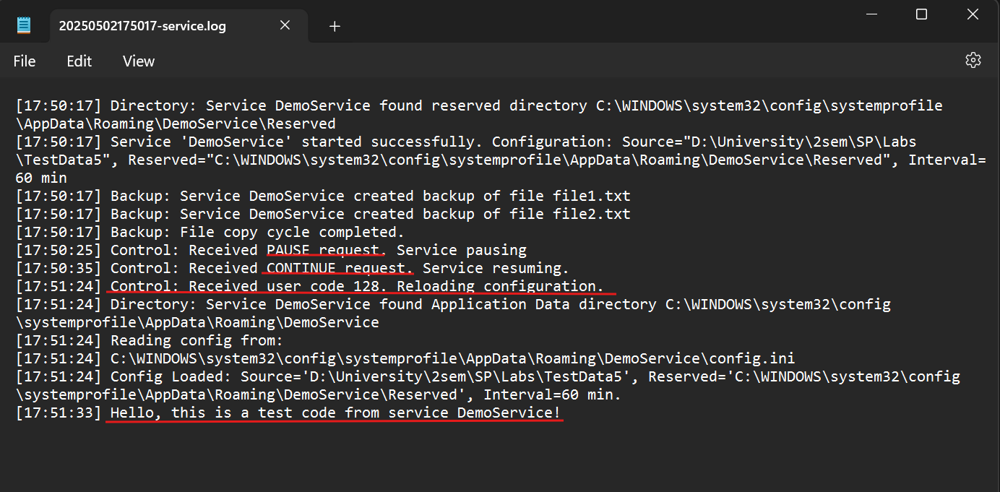 20250502175017-service.log
File Edit View
[17:50:17] Directory: Service DemoService found reserved directory C:\WINDOWS\system32\config\systemprofile
\AppData\Roaming\DemoService\Reserved
[17:50:17] Service 'DemoService' started successfully. Configuration: Source="D:\University\2sem\SP\Labs
\TestData5", Reserved="C:\WINDOWS\system32\config\systemprofile\AppData\Roaming\DemoService\Reserved", Interval=
60 min
[17:50:17] Backup: Service DemoService created backup of file file1.txt
[17:50:17] Backup: Service DemoService created backup of file file2.txt
[17:50:17] Backup: File copy cycle completed.
[17:50:25] Control: Received PAUSE request. Service pausing
[17:50:35] Control: Received CONTINUE request. Service resuming.
[17:51:24] Control: Received user code 128. Reloading configuration.
[17:51:24] Directory: Service DemoService found Application Data directory C:\WINDOWS\system32\config
\systemprofile\AppData\Roaming\DemoService
[17:51:24] Reading config from:
[17:51:24] C:\WINDOWS\system32\config\systemprofile\AppData\Roaming\DemoService\config.ini
[17:51:24] Config Loaded: Source='D:\University\2sem\SP\Labs\TestData5', Reserved='C:\WINDOWS\system32\config
\systemprofile\AppData\Roaming\DemoService\Reserved', Interval=60 min.
[17:51:33] Hello, this is a test code from service DemoService!